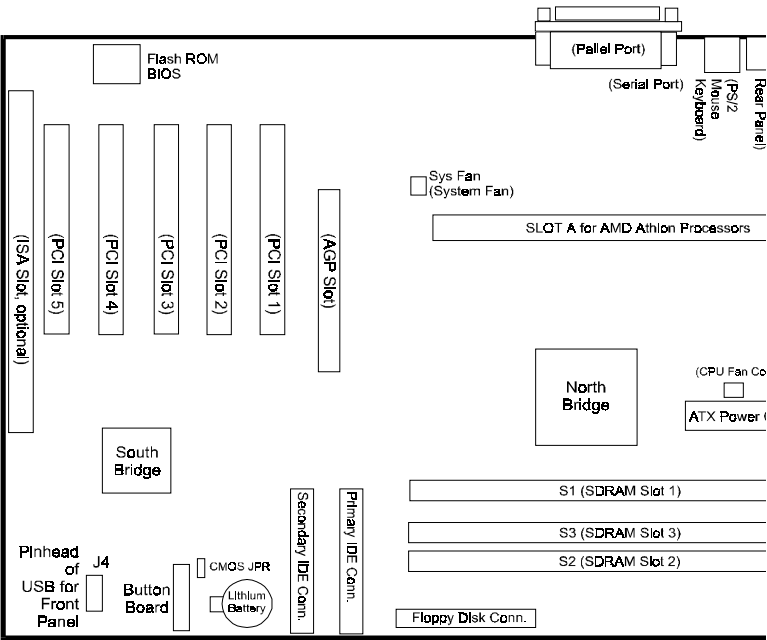 (Pallel Port)
Flash ROM
BIOS
(Serial Port)
(PS/2
Mouse
Keyboard)
Rear Panel)
Sys Fan
(System Fan)
SLOT A for AMD Athlon Processors
(ISA Slot, optional)
(PCI Slot 5)
(PCI Slot 4)
(PCI Slot 3)
(PCI Slot 2)
(PCI Slot 1)
(AGP Slot)
North
Bridge
(CPU Fan Co
ATX Power
South
Bridge
S1 (SDRAM Slot 1)
S3 (SDRAM Slot 3)
S2 (SDRAM Slot 2)
Secondary IDE Conn.
Primary IDE Conn.
Pinhead
of
USB for
Front
Panel
J4
Button
Board
CMOS JPR
Lithium
Battery
Floppy Disk Conn.